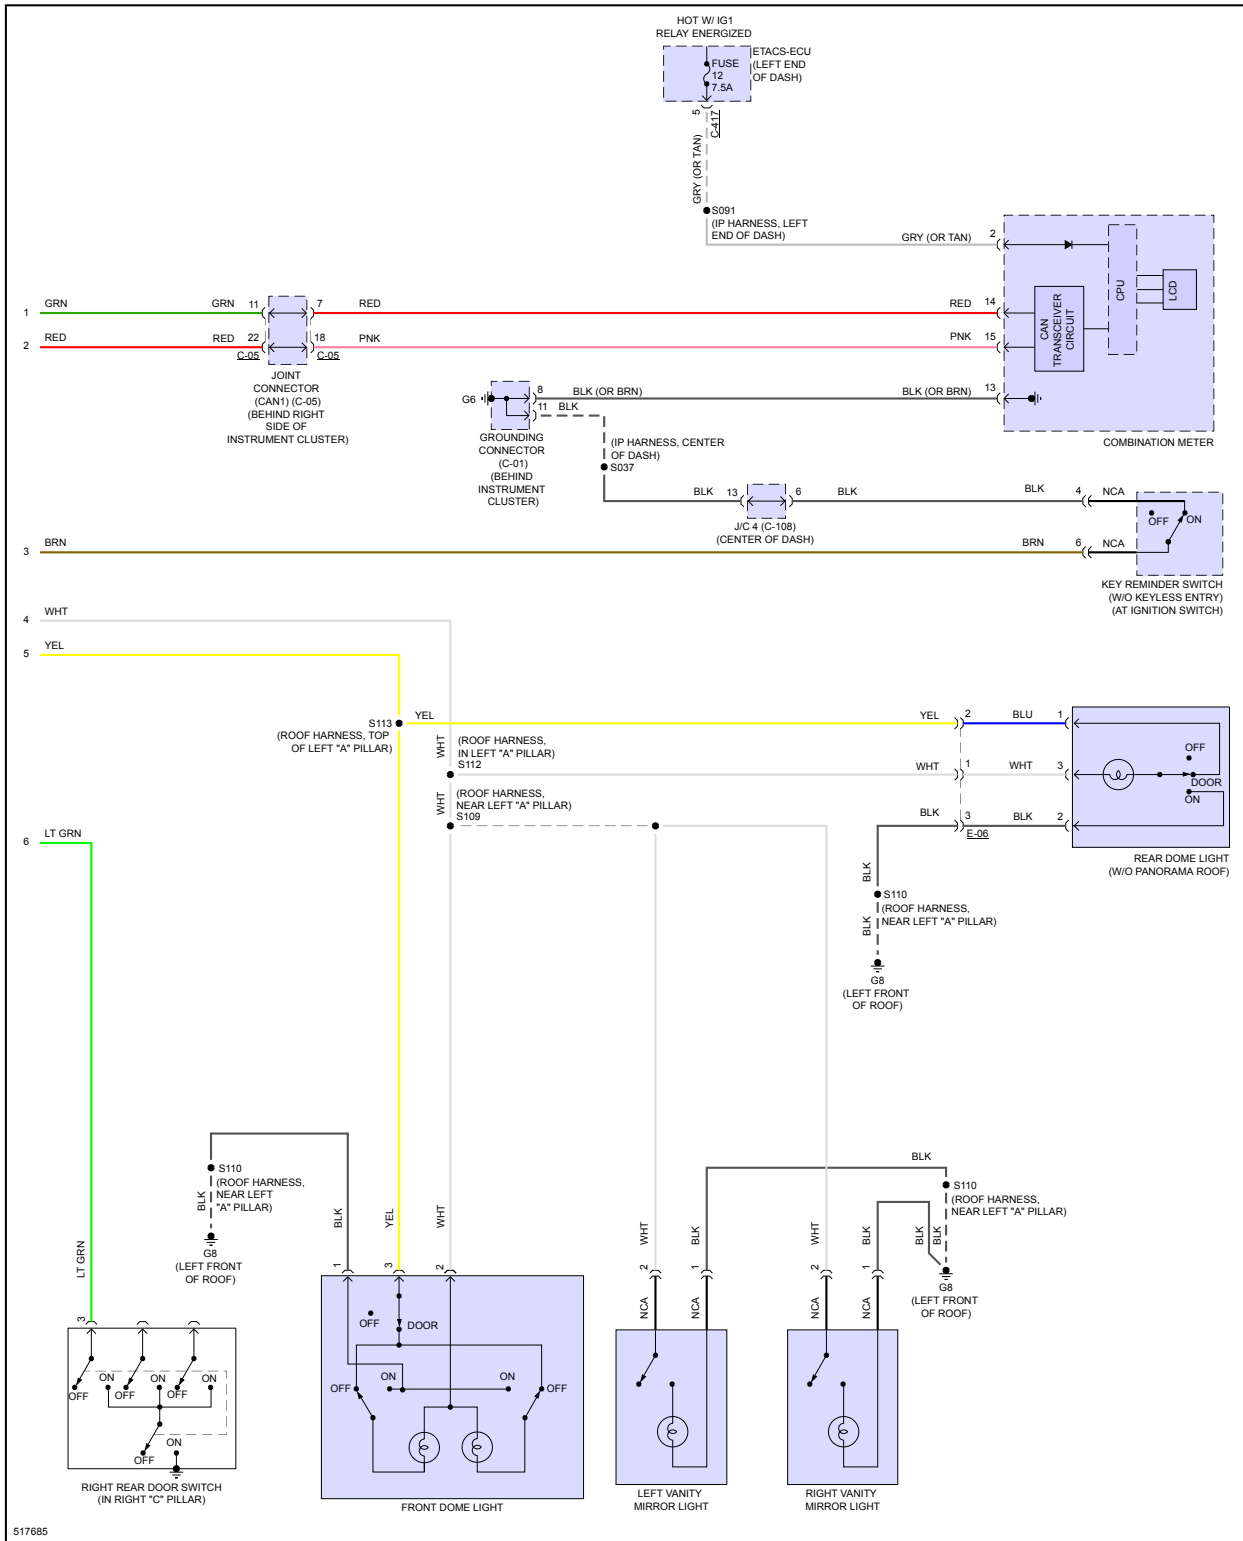 HOT W/ IG1
RELAY ENERGIZED
ETACS-ECU
(LEFT END
OF DASH)
FUSE
12
7.5A
5
C-417
GRY (OR TAN)
S091
(IP HARNESS, LEFT
END OF DASH)
GRY (OR TAN)
2
1
GRN
GRN
11
7
RED
RED
14
2
RED
RED
22
18
PNK
PNK
15
C-05
C-05
JOINT
CONNECTOR
(CAN1) (C-05)
(BEHIND RIGHT
SIDE OF
INSTRUMENT CLUSTER)
CAN
TRANSCEIVER
CIRCUIT
CPU
LCD
G6
8
BLK (OR BRN)
BLK (OR BRN)
13
11
BLK
COMBINATION METER
GROUNDING
CONNECTOR
(C-01)
(BEHIND
INSTRUMENT
CLUSTER)
(IP HARNESS, CENTER
OF DASH)
S037
BLK
13
6
BLK
BLK
4
NCA
J/C 4 (C-108)
(CENTER OF DASH)
OFF
ON
3
BRN
BRN
6
NCA
KEY REMINDER SWITCH
(W/O KEYLESS ENTRY)
(AT IGNITION SWITCH)
4
WHT
5
YEL
S113
(ROOF HARNESS, TOP
OF LEFT "A" PILLAR)
YEL
YEL
2
BLU
1
WHT
(ROOF HARNESS,
IN LEFT "A" PILLAR)
S112
WHT
1
WHT
3
OFF
DOOR
ON
WHT
(ROOF HARNESS,
NEAR LEFT "A" PILLAR)
S109
BLK
3
BLK
2
E-06
REAR DOME LIGHT
(W/O PANORAMA ROOF)
6
LT GRN
BLK
S110
(ROOF HARNESS,
NEAR LEFT "A" PILLAR)
BLK
G8
(LEFT FRONT
OF ROOF)
S110
(ROOF HARNESS,
NEAR LEFT
"A" PILLAR)
BLK
G8
(LEFT FRONT
OF ROOF)
LT GRN
BLK
YEL
WHT
WHT
BLK
WHT
BLK
BLK
S110
(ROOF HARNESS,
NEAR LEFT "A" PILLAR)
BLK
BLK
G8
(LEFT FRONT
OF ROOF)
3
1
3
2
2
1
2
1
NCA
NCA
NCA
NCA
OFF
ON
OFF
ON
OFF
ON
OFF
ON
RIGHT REAR DOOR SWITCH
(IN RIGHT "C" PILLAR)
OFF
DOOR
OFF
ON
ON
OFF
FRONT DOME LIGHT
LEFT VANITY
MIRROR LIGHT
RIGHT VANITY
MIRROR LIGHT
517685